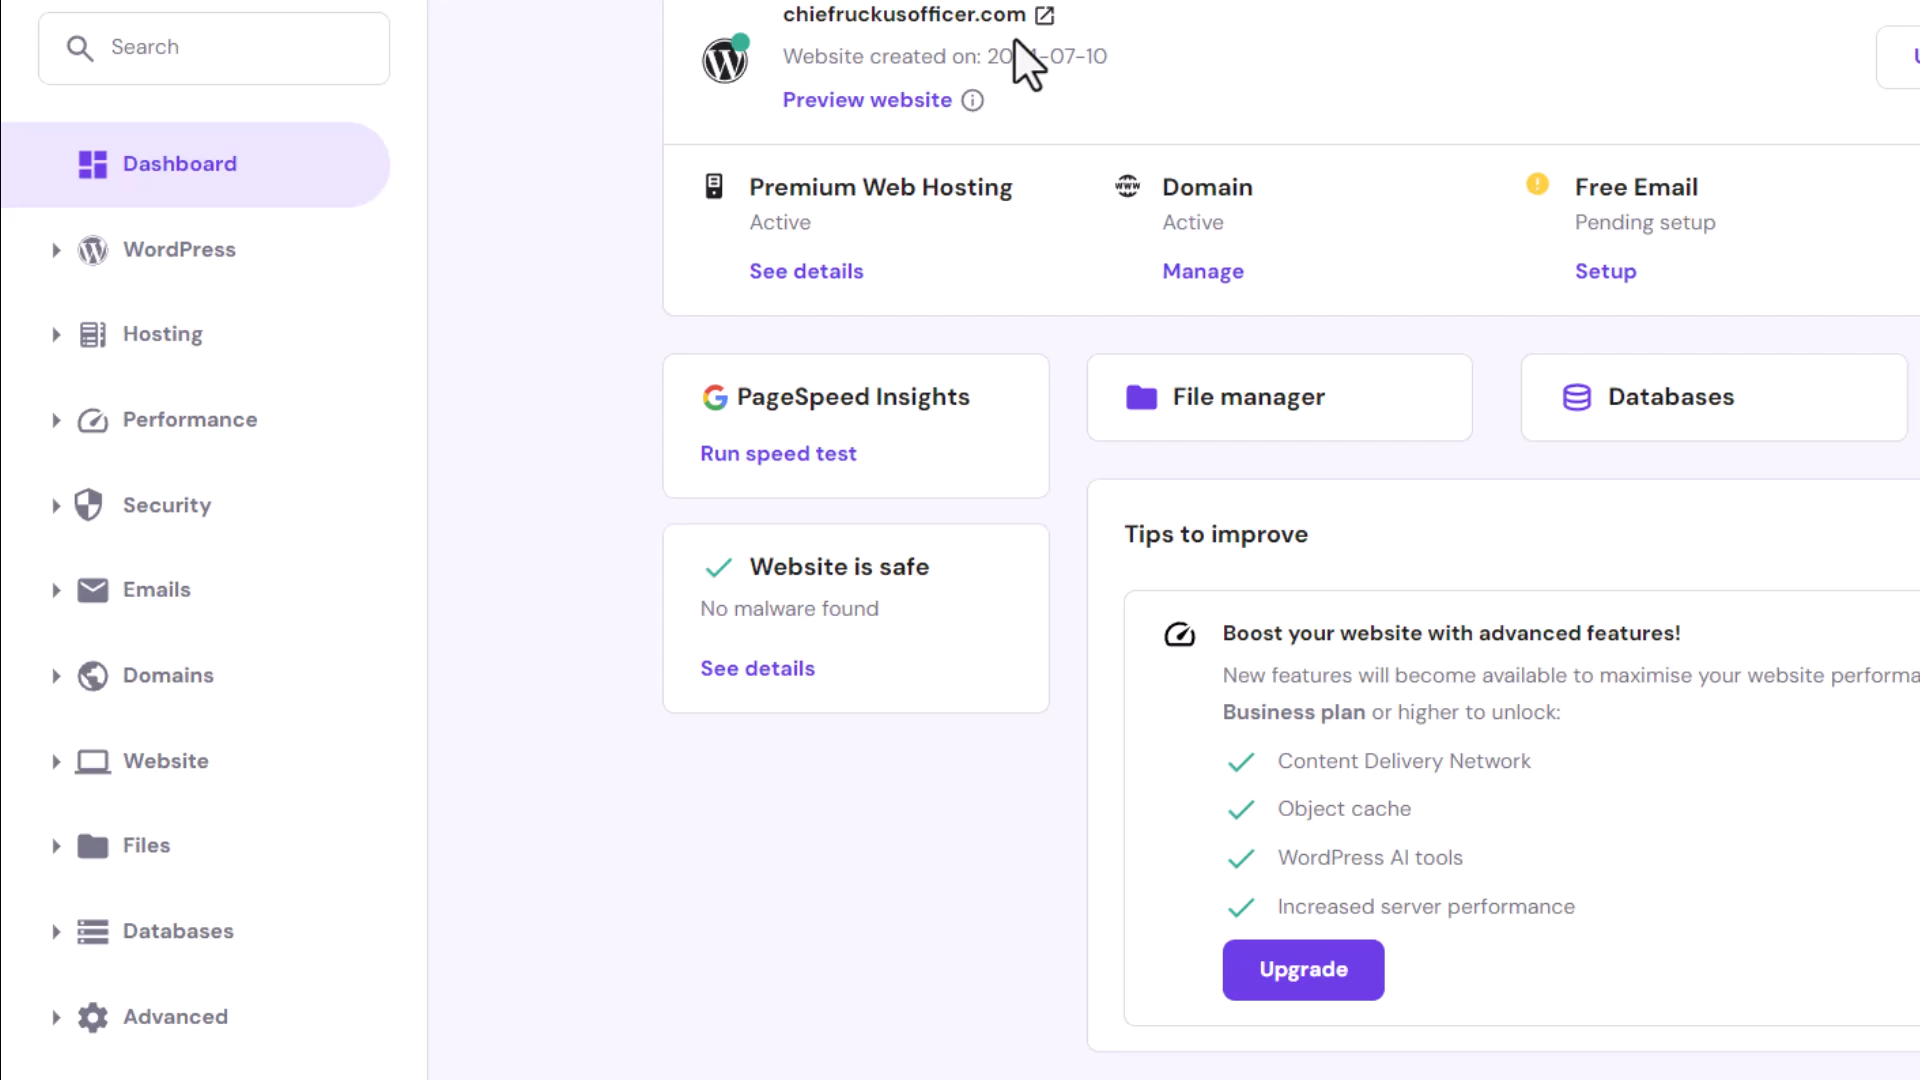 Search
Dashboard
WordPress
Hosting
Performance
Security
Emails
Domains
Website
Files
Databases
Advanced
chiefruckusofficer.com
Website created on: 20 -07-10
Preview website
Premium Web Hosting
Active
See details
Domain
Active
Manage
Free Email
Pending setup
Setup
PageSpeed Insights
Run speed test
File manager
Databases
Website is safe
No malware found
See details
Tips to improve
Boost your website with advanced features!
New features will become available to maximise your website performa
Business plan or higher to unlock:
Content Delivery Network
Object cache
WordPress AI tools
Increased server performance
Upgrade